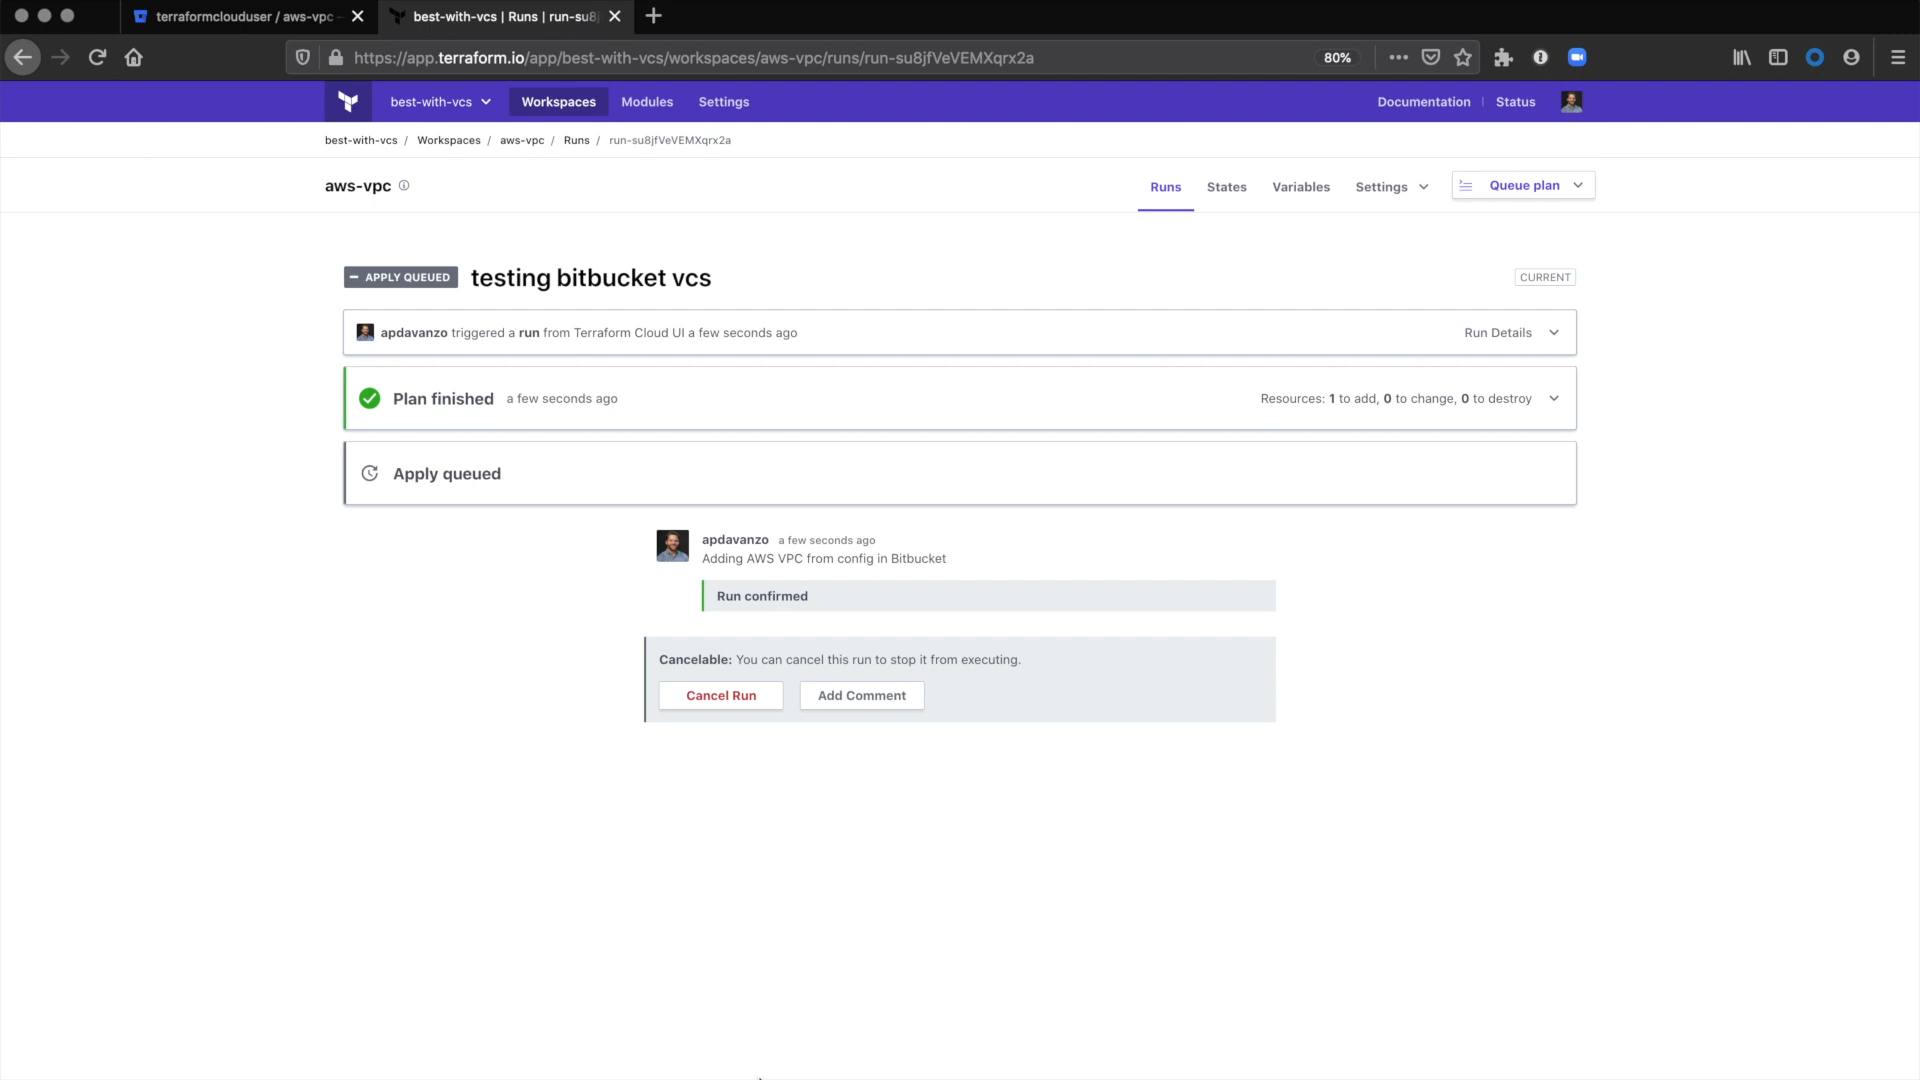 terraformclouduser / aws-vpc -
best-with-vcs | Runs | run-su8j
https://app.terraform.io/app/best-with-vcs/workspaces/aws-vpc/runs/run-su8jfVeVEMXqrx2a
80%
best-with-vcs
Workspaces
Modules
Settings
Documentation
Status
best-with-vcs / Workspaces / aws-vpc / Runs / run-su8jfVeVEMXqrx2a
aws-vpc
Runs
States
Variables
Settings
Queue plan
APPLY QUEUED
testing bitbucket vcs
CURRENT
apdavanzo triggered a run from Terraform Cloud UI a few seconds ago
Run Details
Plan finished a few seconds ago
Resources: 1 to add, 0 to change, 0 to destroy
Apply queued
apdavanzo a few seconds ago
Adding AWS VPC from config in Bitbucket
Run confirmed
Cancelable: You can cancel this run to stop it from executing.
Cancel Run
Add Comment